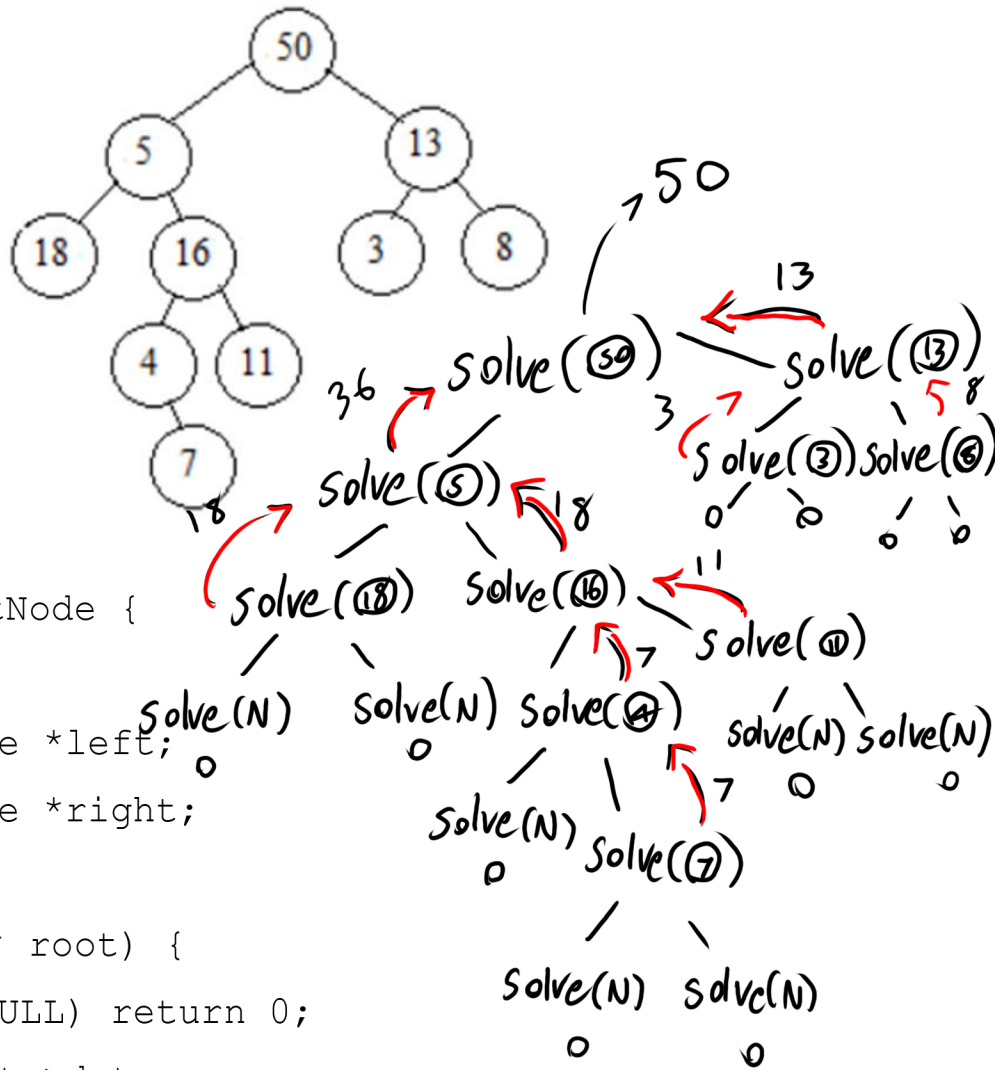 50
5
13
18
16
3
8
4
11
7
50
13
solve(50)
solve(13)
36
3
8
solve(3)
solve(8)
0
0
0
0
solve(5)
18
18
solve(18)
solve(16)
11
solve(11)
7
tNode {
solve(N)
0
solve(N)
0
solve(4)
solve(N)
0
solve(N)
0
e *left;
7
e *right;
solve(N)
0
solve(7)
root) {
solve(N)
0
solve(N)
0
ULL) return 0;